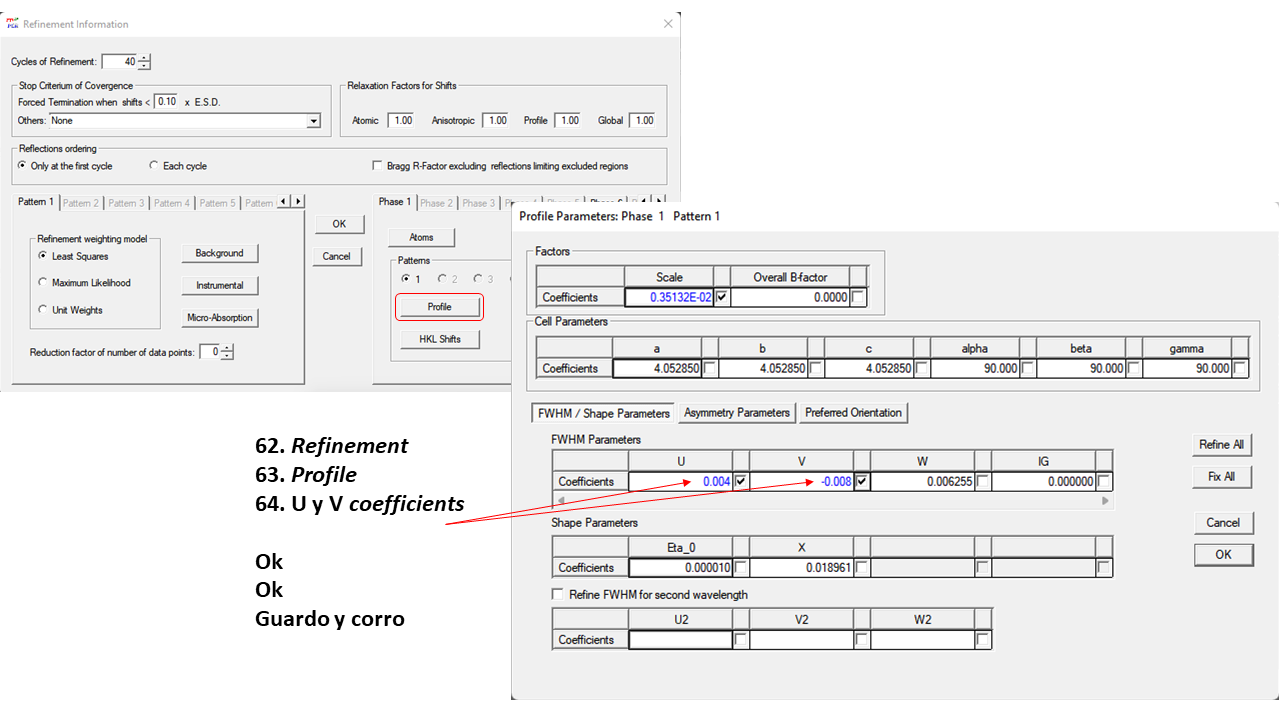 Refinement Information
Cycles of Refinement: 40
Stop Criterium of Covergence
Forced Termination when shifts < 0.10 x E.S.D.
Others: None
Relaxation Factors for Shifts
Atomic 1.00 Anisotropic 1.00 Profile 1.00 Global 1.00
Reflections ordering
Only at the first cycle Each cycle Bragg R-Factor excluding reflections limiting excluded regions
Pattern 1 Pattern 2 Pattern 3 Pattern 4 Pattern 5 Pattern
Refinement weighting model
Least Squares
Maximum Likelihood
Unit Weights
Background
Instrumental
Micro-Absorption
Reduction factor of number of data points: 0
OK
Cancel
Phase 1 Phase 2 Phase 3
Atoms
Patterns
1 2 3
Profile
HKL Shifts
Profile Parameters: Phase 1 Pattern 1
Factors
Scale Overall B-factor
Coefficients 0.35132E-02 0.0000
Cell Parameters
a b c alpha beta gamma
Coefficients 4.052850 4.052850 4.052850 90.000 90.000 90.000
FWHM / Shape Parameters Asymmetry Parameters Preferred Orientation
FWHM Parameters
U V W IG
Coefficients 0.004 -0.008 0.006255 0.000000
Shape Parameters
Eta_0 X
Coefficients 0.000010 0.018961
Refine FWHM for second wavelength
U2 V2 W2
Coefficients
Refine All
Fix All
Cancel
OK
62. Refinement
63. Profile
64. U y V coefficients
Ok
Ok
Guardo y corro